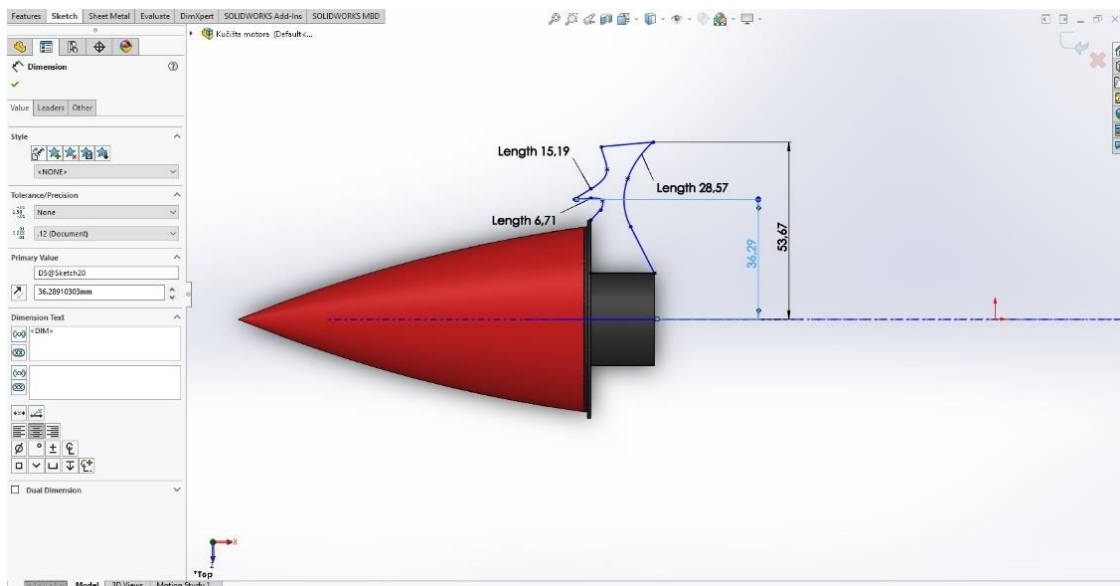 Features Sketch Sheet Metal Evaluate DimXpert SOLIDWORKS Add-Ins SOLIDWORKS MBD
Kučište motora (Default<...
Dimension
Value Leaders Other
Style
<NONE>
Tolerance/Precision
None
.12 (Document)
Primary Value
D5@Sketch20
36.28910303mm
Dimension Text
<DIM>
Dual Dimension
Length 15,19
Length 28,57
Length 6,71
36,29
53,67
*Top
Model 3D Views Motion Study 1